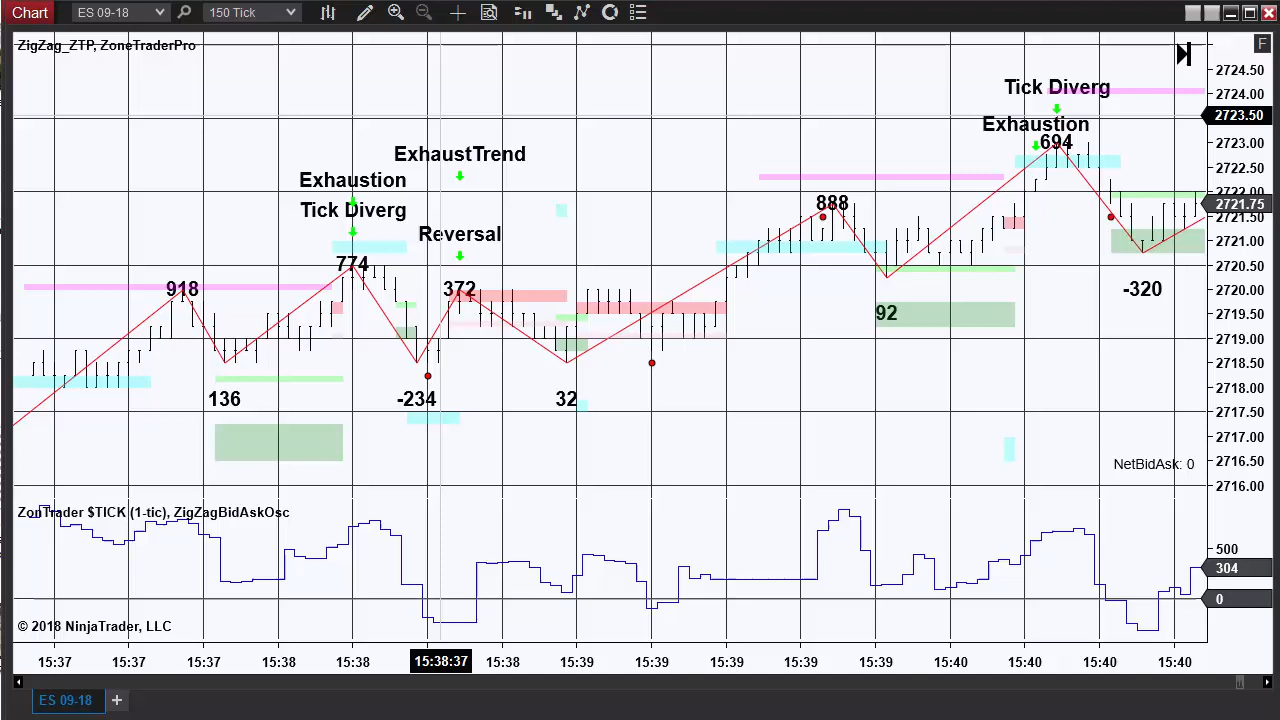 Chart ES 09-18 150 Tick
ZigZag_ZTP, ZoneTraderPro
F
2724.50
Tick Diverg
2724.00
2723.50
Exhaustion
694
2723.00
ExhaustTrend
2722.50
Exhaustion
2722.00
888
2721.75
Tick Diverg
2721.50
Reversal
2721.00
774
2720.50
918
372
2720.00
-320
92
2719.50
2719.00
2718.50
2718.00
136
-234
32
2717.50
2717.00
NetBidAsk: 0
2716.50
2716.00
ZonTrader $TICK (1-tic), ZigZagBidAskOsc
500
304
0
© 2018 NinjaTrader, LLC
15:37 15:37 15:37 15:38 15:38 15:38:37 15:38 15:39 15:39 15:39 15:39 15:39 15:40 15:40 15:40 15:40
ES 09-18 +